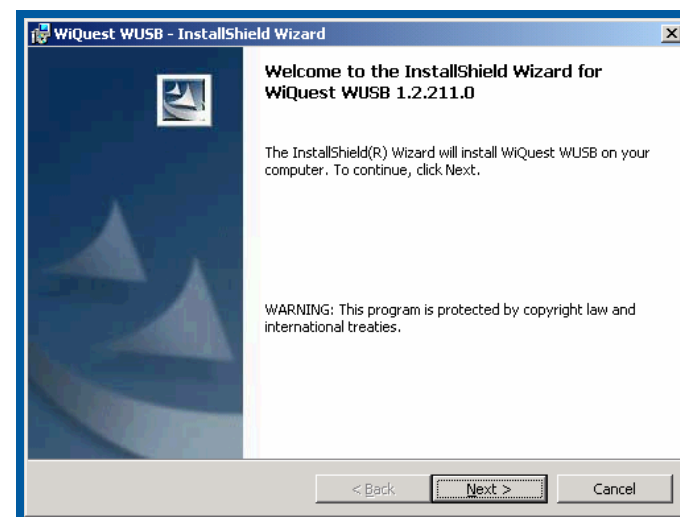 WiQuest WUSB - InstallShield Wizard
Welcome to the InstallShield Wizard for
WiQuest WUSB 1.2.211.0
The InstallShield(R) Wizard will install WiQuest WUSB on your
computer. To continue, click Next.
WARNING: This program is protected by copyright law and
international treaties.
< Back
Next >
Cancel